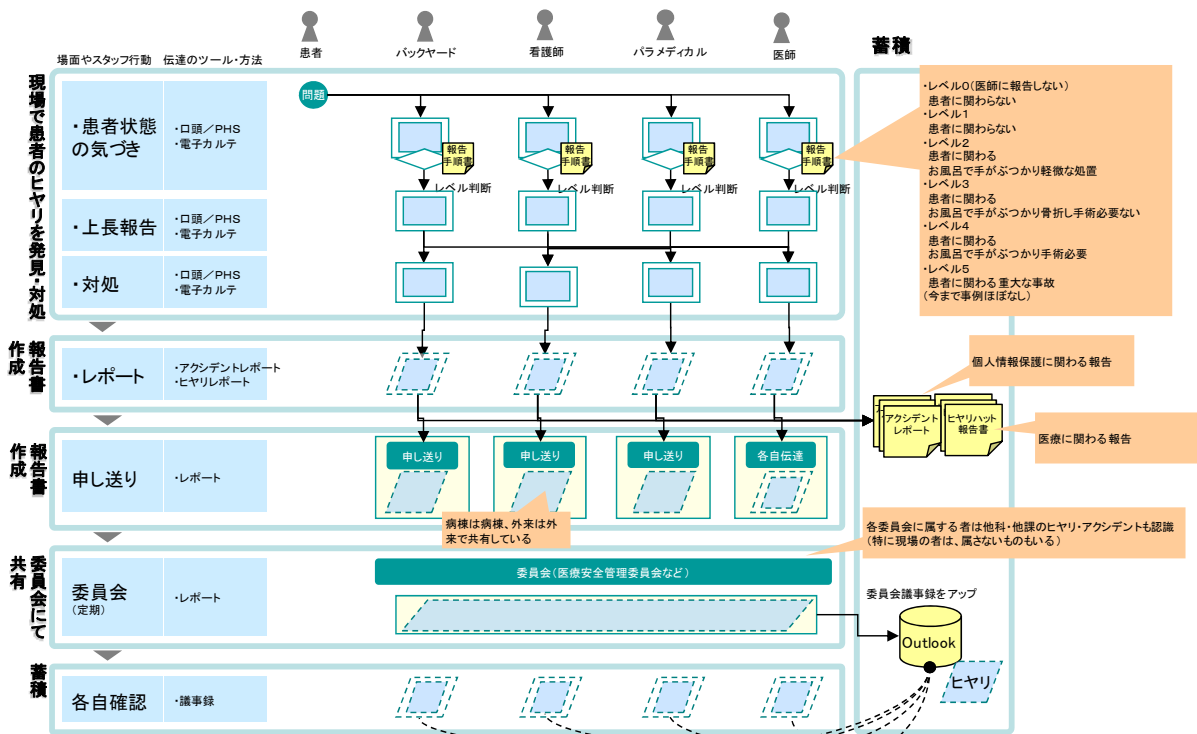 患者
バックヤード
看護師
パラメディカル
医師
蓄積
場面やスタッフ行動
伝達のツール・方法
現場で患者のヒヤリを発見・対処
問題
・患者状態
の気づき
・口頭／PHS
・電子カルテ
報告
手順書
報告
手順書
報告
手順書
報告
手順書
レベル判断
レベル判断
レベル判断
レベル判断
・上長報告
・口頭／PHS
・電子カルテ
・対処
・口頭／PHS
・電子カルテ
・レベル０（医師に報告しない）
患者に関わらない
・レベル１
患者に関わらない
・レベル２
患者に関わる
お風呂で手がぶつかり軽微な処置
・レベル３
患者に関わる
お風呂で手がぶつかり骨折し手術必要ない
・レベル４
患者に関わる
お風呂で手がぶつかり手術必要
・レベル５
患者に関わる重大な事故
（今まで事例ほぼなし）
報告書
作成
・レポート
・アクシデントレポート
・ヒヤリレポート
個人情報保護に関わる報告
アクシデント
レポート
ヒヤリハット
報告書
医療に関わる報告
報告書
作成
申し送り
・レポート
申し送り
申し送り
申し送り
各自伝達
病棟は病棟、外来は外
来で共有している
各委員会に属する者は他科・他課のヒヤリ・アクシデントも認識
（特に現場の者は、属さないものもいる）
委員会にて
共有
委員会
（定期）
・レポート
委員会（医療安全管理委員会など）
委員会議事録をアップ
Outlook
ヒヤリ
蓄積
各自確認
・議事録